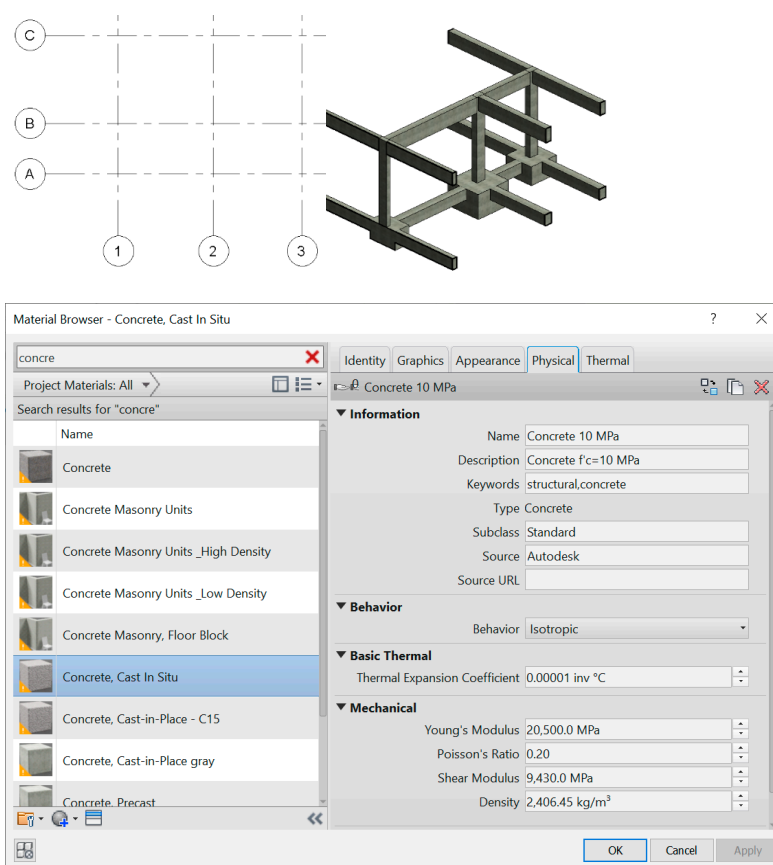 C
B
A
1
2
3
Material Browser - Concrete, Cast In Situ
?
concre
Project Materials: All
Search results for "concre"
Name
Concrete
Concrete Masonry Units
Concrete Masonry Units _High Density
Concrete Masonry Units _Low Density
Concrete Masonry, Floor Block
Concrete, Cast In Situ
Concrete, Cast-in-Place - C15
Concrete, Cast-in-Place gray
Concrete, Precast
Identity Graphics Appearance Physical Thermal
Concrete 10 MPa
Information
Name Concrete 10 MPa
Description Concrete f'c=10 MPa
Keywords structural,concrete
Type Concrete
Subclass Standard
Source Autodesk
Source URL
Behavior
Behavior Isotropic
Basic Thermal
Thermal Expansion Coefficient 0.00001 inv °C
Mechanical
Young's Modulus 20,500.0 MPa
Poisson's Ratio 0.20
Shear Modulus 9,430.0 MPa
Density 2,406.45 kg/m³
OK Cancel Apply